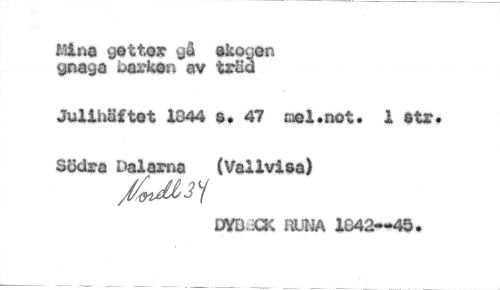 Mina getter gå skogen
gnaga barken av träd
Julihäftet 1844 s. 47 mel.not. 1 str.
Södra Dalarna (Vallvisa)
Nordl 34
DYBECK RUNA 1842--45.